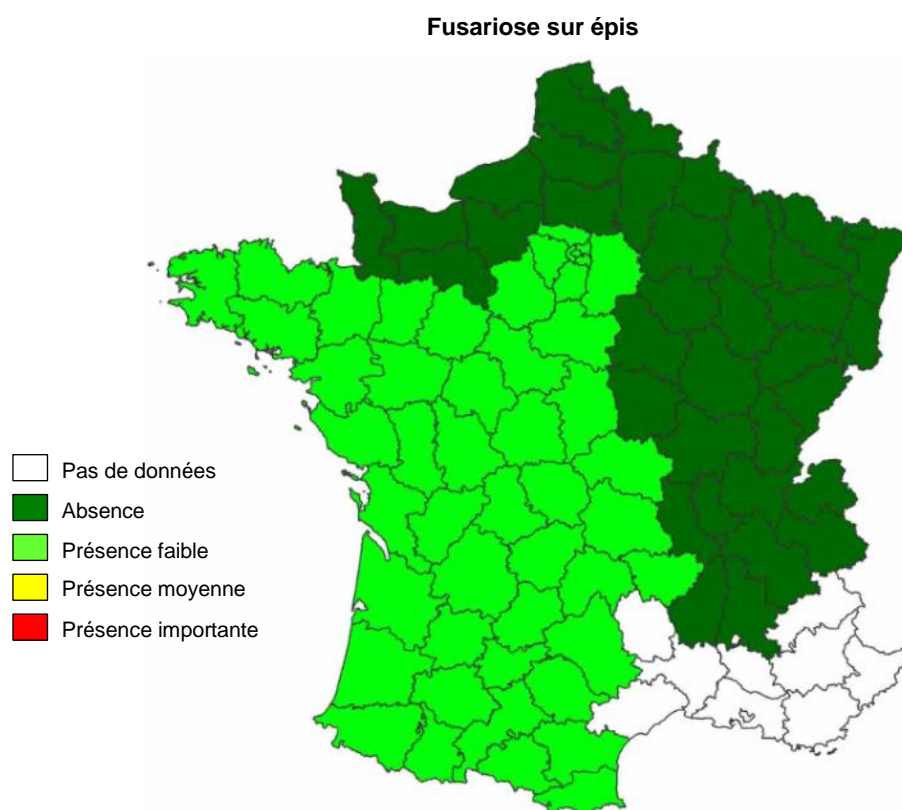 Fusariose sur épis
Pas de données
Absence
Présence faible
Présence moyenne
Présence importante